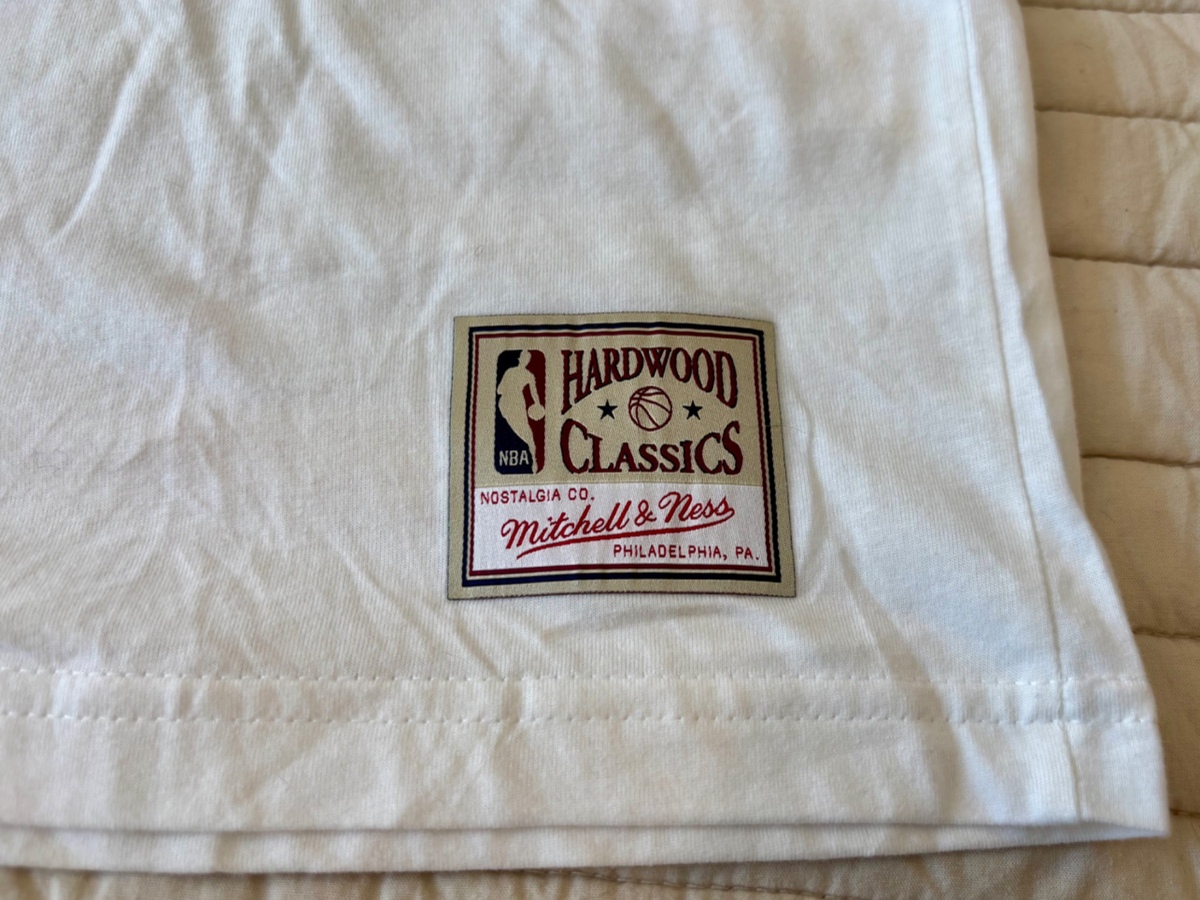 HARDWOOD
CLASSICS
NBA
NOSTALGIA CO.
Mitchell & Ness
PHILADELPHIA, PA.